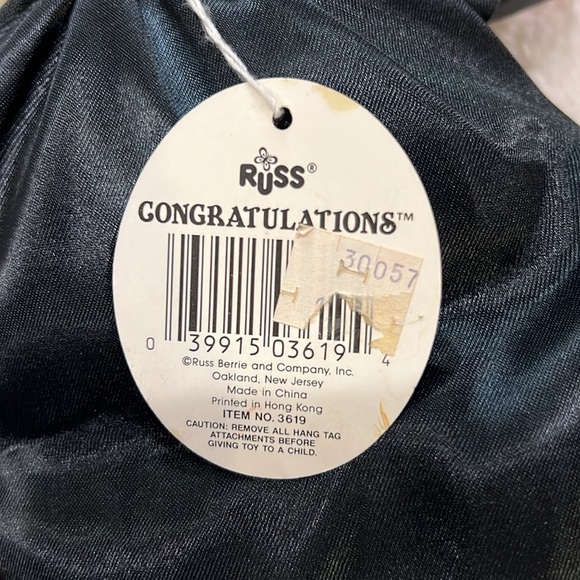 RUSS®
CONGRATULATIONS™
30057
0 39915 03619 4
©Russ Berrie and Company, Inc.
Oakland, New Jersey
Made in China
Printed in Hong Kong
ITEM NO. 3619
CAUTION: REMOVE ALL HANG TAG
ATTACHMENTS BEFORE
GIVING TOY TO A CHILD.